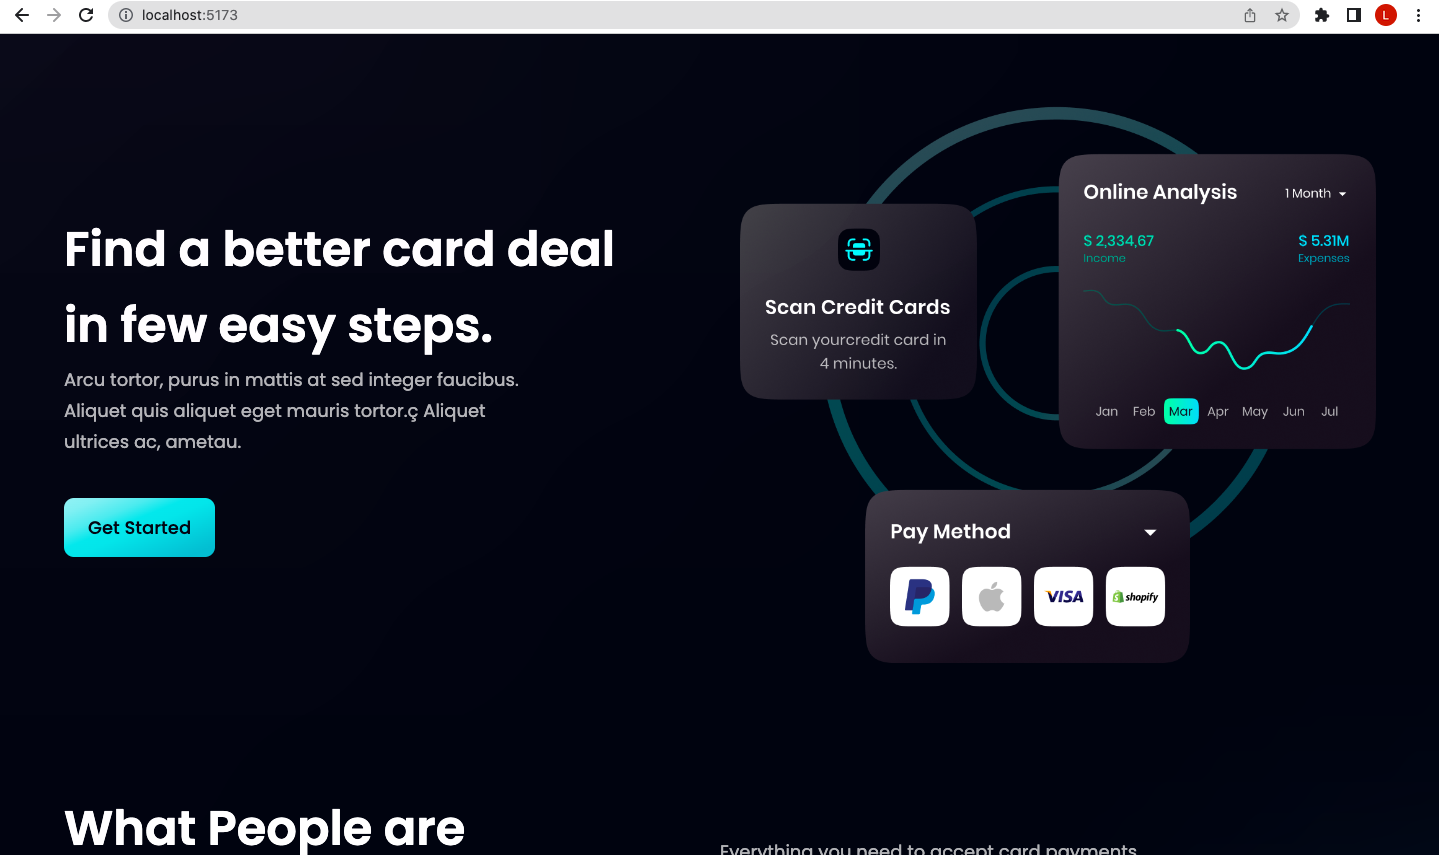 localhost:5173
L
Find a better card deal
in few easy steps.
Arcu tortor, purus in mattis at sed integer faucibus.
Aliquet quis aliquet eget mauris tortor.ç Aliquet
ultrices ac, ametau.
Get Started
Scan Credit Cards
Scan yourcredit card in
4 minutes.
Online Analysis
1 Month
$ 2,334,67
$ 5.31M
Income
Expenses
Jan Feb Mar Apr May Jun Jul
Pay Method
VISA
shopify
What People are
Everything you need to accept card payments